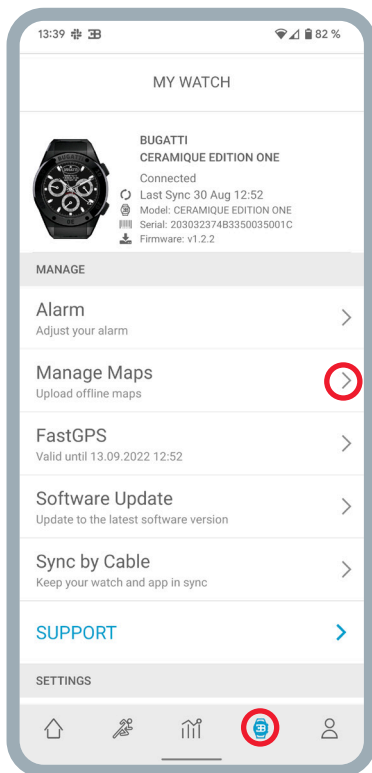 13:39 82 %
MY WATCH
BUGATTI
CERAMIQUE EDITION ONE
Connected
Last Sync 30 Aug 12:52
Model: CERAMIQUE EDITION ONE
Serial: 203032374B3350035001C
Firmware: v1.2.2
MANAGE
Alarm
Adjust your alarm
Manage Maps
Upload offline maps
FastGPS
Valid until 13.09.2022 12:52
Software Update
Update to the latest software version
Sync by Cable
Keep your watch and app in sync
SUPPORT
SETTINGS